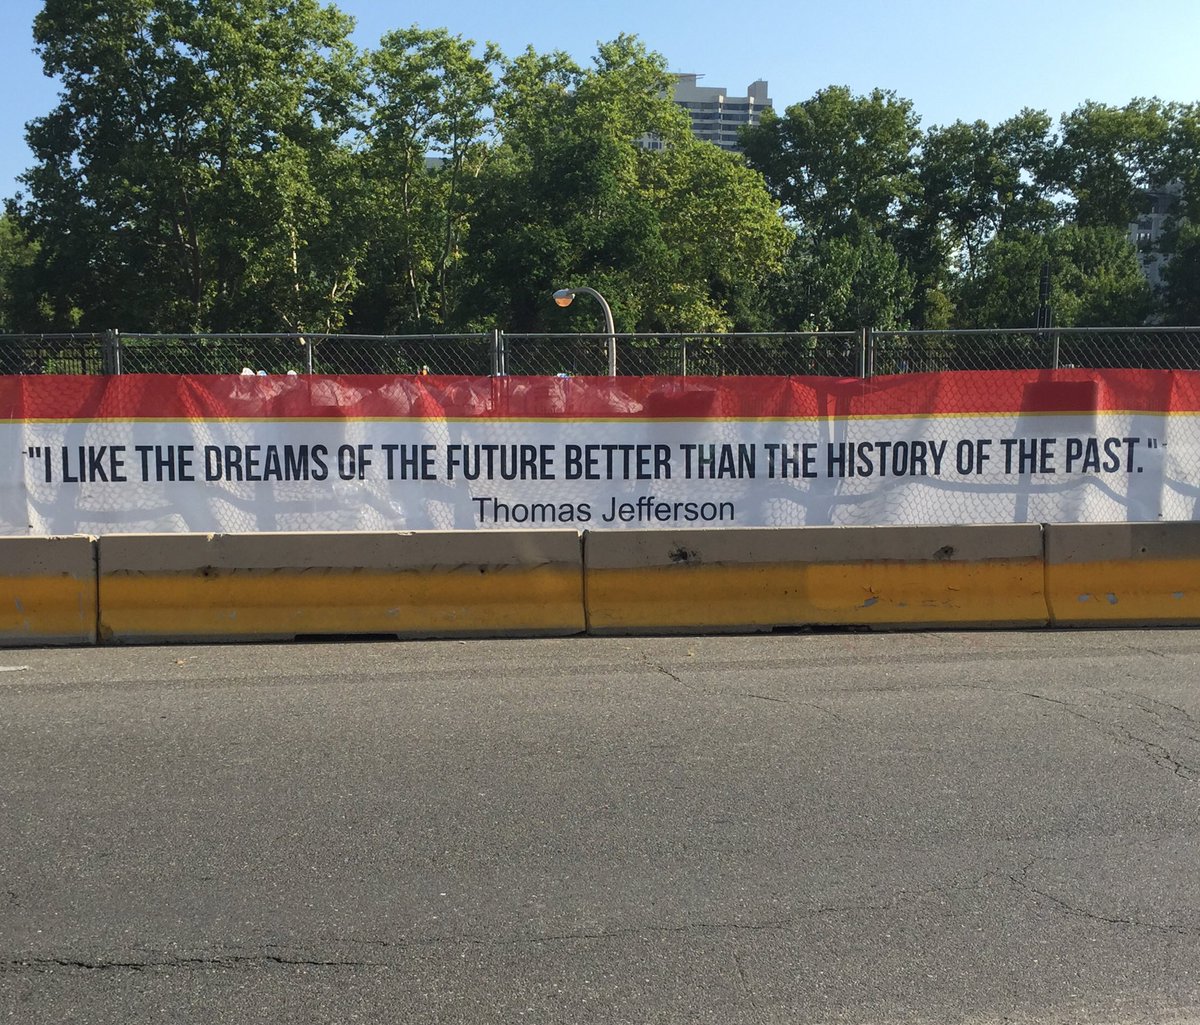 "I LIKE THE DREAMS OF THE FUTURE BETTER THAN THE HISTORY OF THE PAST."
Thomas Jefferson